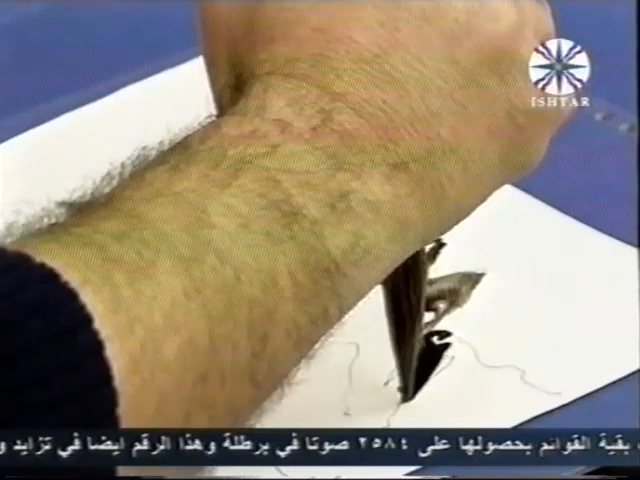 ISHTAR
بقية القوائم بحصولها على ٢٥٨٤ صوتا في برطلة وهذا الرقم ايضا في تزايد و